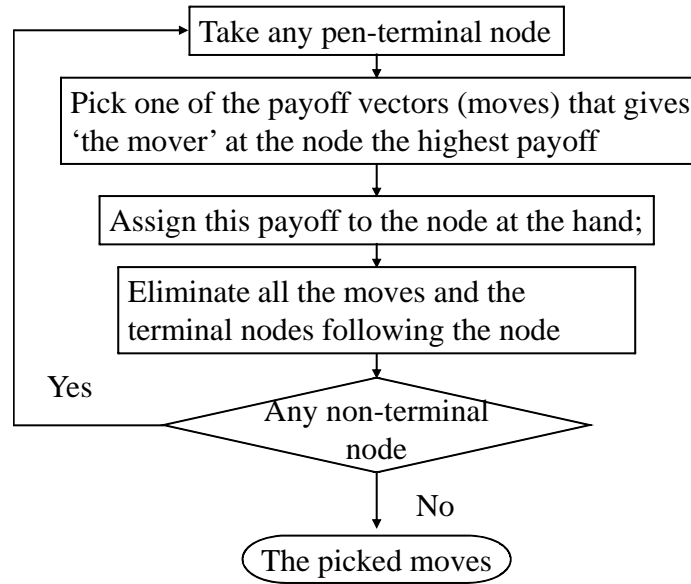 Take any pen-terminal node
Pick one of the payoff vectors (moves) that gives
‘the mover’ at the node the highest payoff
Assign this payoff to the node at the hand;
Eliminate all the moves and the
terminal nodes following the node
Yes
Any non-terminal
node
No
The picked moves